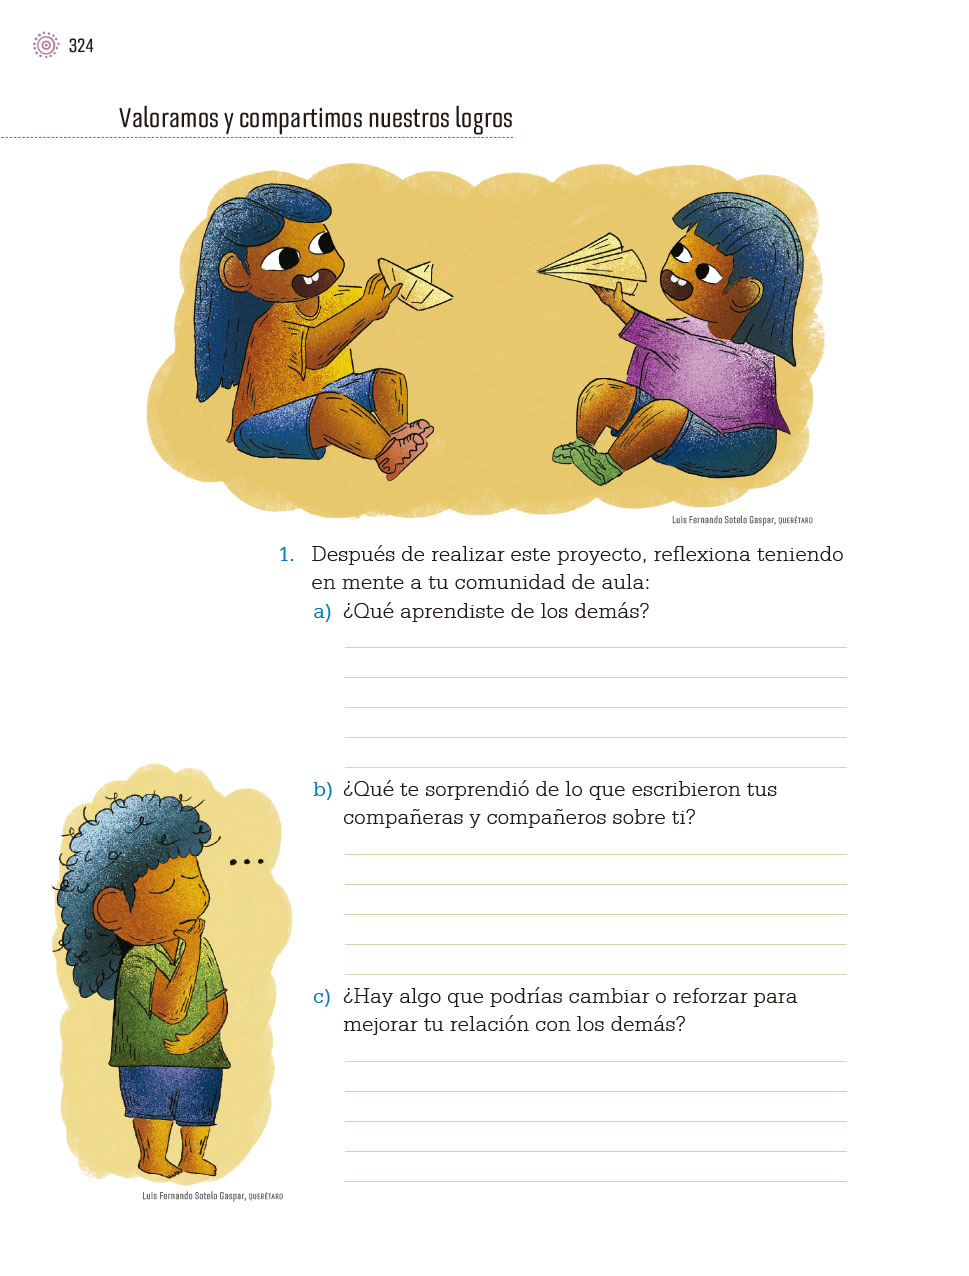 324
Valoramos y compartimos nuestros logros
Luis Fernando Sotelo Gaspar, QUERÉTARO
1. Después de realizar este proyecto, reflexiona teniendo
en mente a tu comunidad de aula:
a) ¿Qué aprendiste de los demás?
b) ¿Qué te sorprendió de lo que escribieron tus
compañeras y compañeros sobre ti?
...
c) ¿Hay algo que podrías cambiar o reforzar para
mejorar tu relación con los demás?
Luis Fernando Sotelo Gaspar, QUERÉTARO